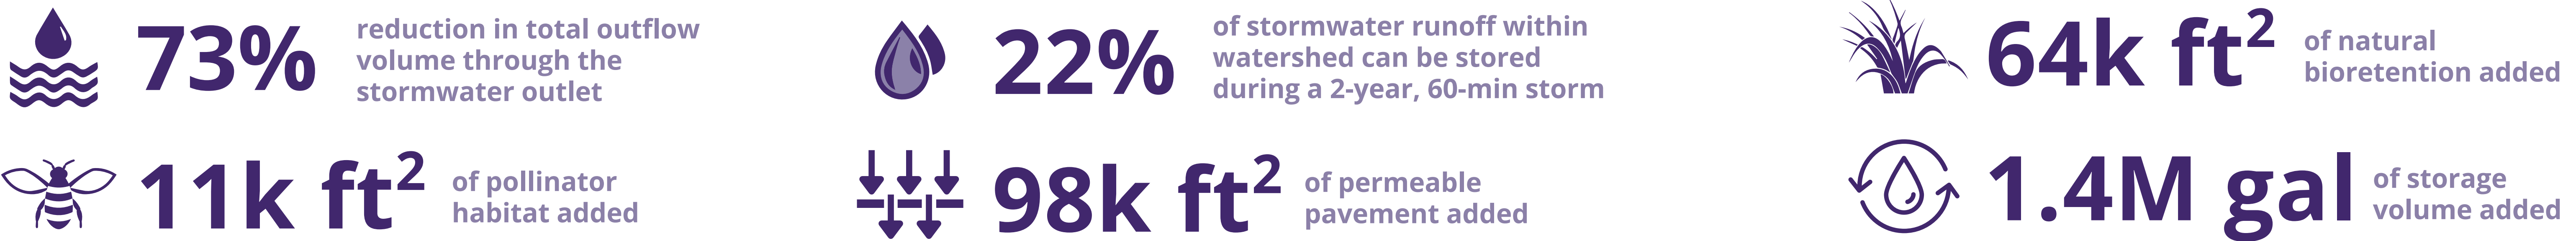 73%
reduction in total outflow
volume through the
stormwater outlet
22%
of stormwater runoff within
watershed can be stored
during a 2-year, 60-min storm
64k ft²
of natural
bioretention added
11k ft²
of pollinator
habitat added
98k ft²
of permeable
pavement added
1.4M gal
of storage
volume added